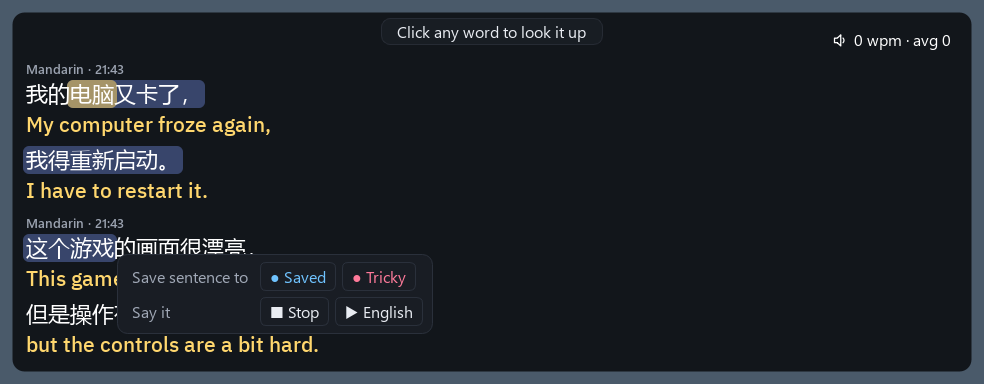 Click any word to look it up
0 wpm · avg 0
Mandarin · 21:43
我的电脑又卡了，
My computer froze again,
我得重新启动。
I have to restart it.
Mandarin · 21:43
这个游戏的画面很漂亮，
This game
Save sentence to ● Saved ● Tricky
但是操作
Say it ■ Stop ▶ English
but the controls are a bit hard.